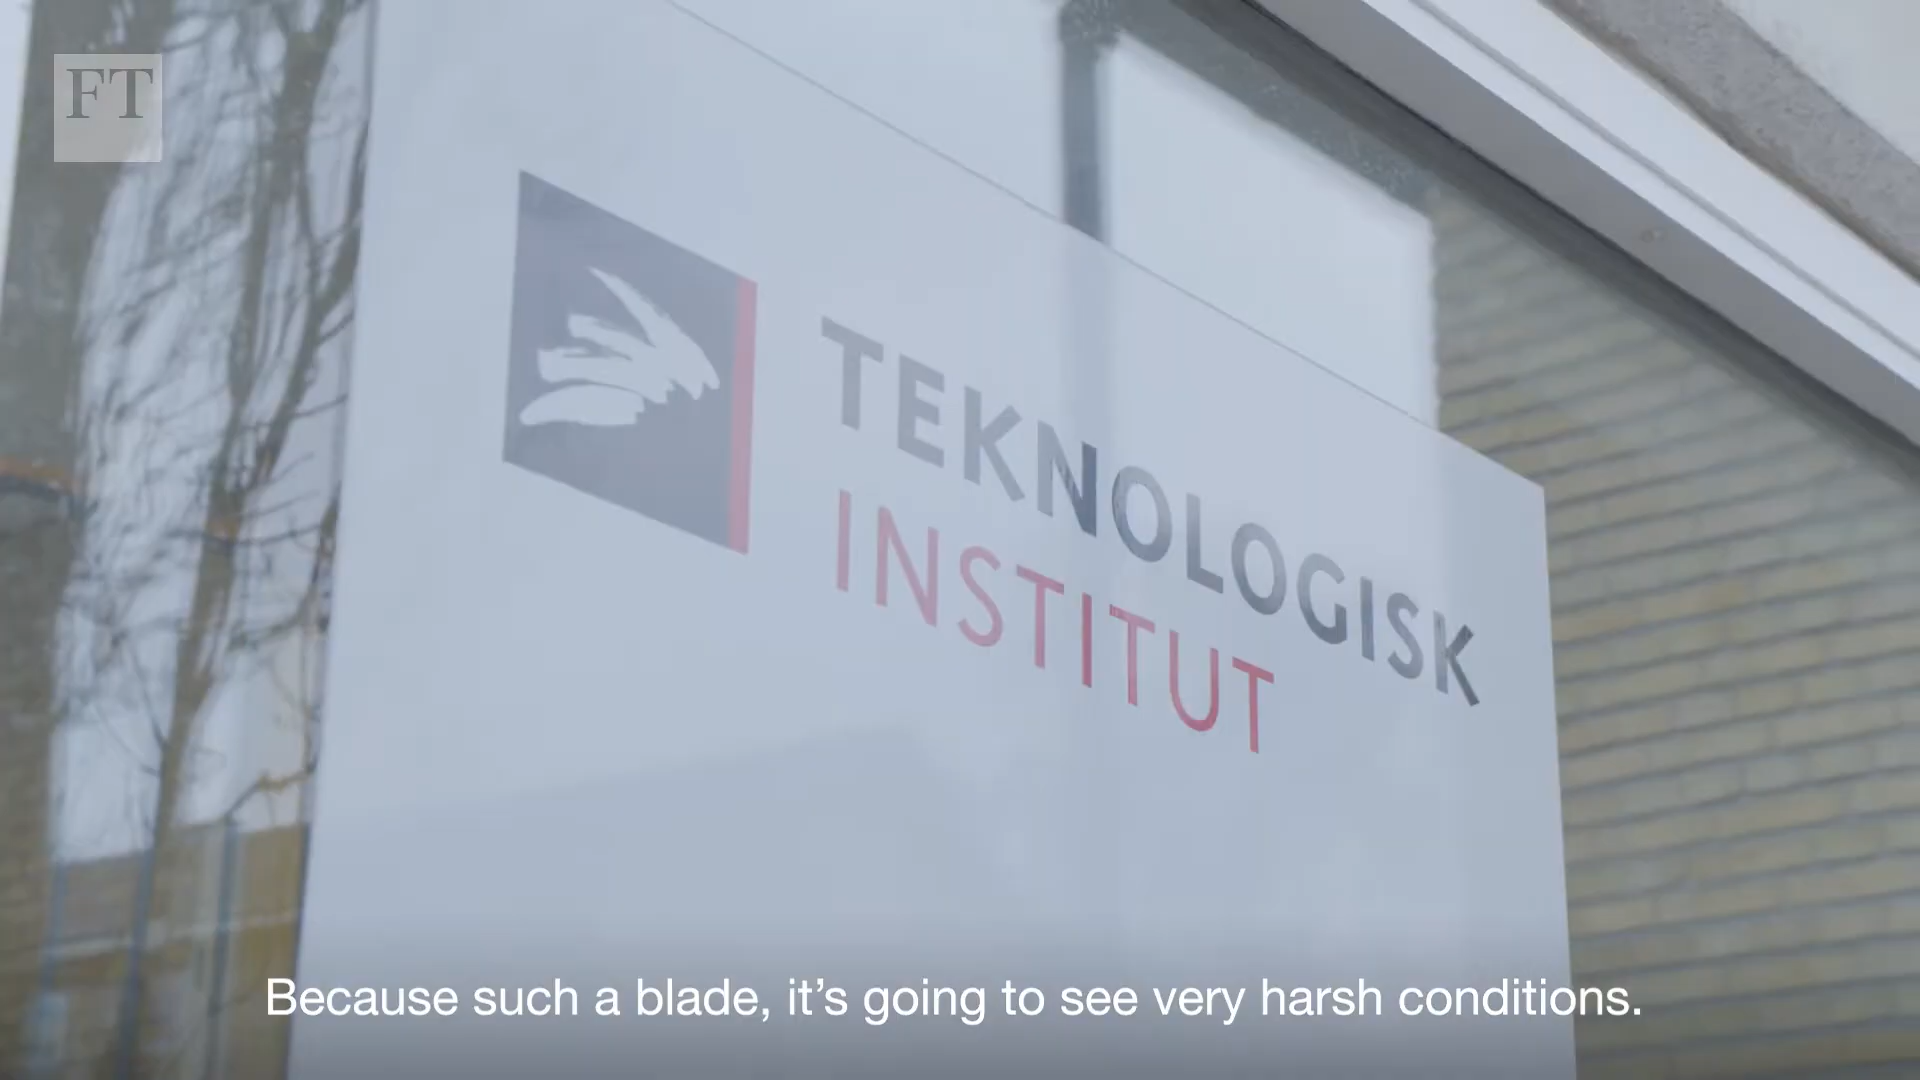 FT
TEKNOLOGISK
INSTITUT
Because such a blade, it’s going to see very harsh conditions.